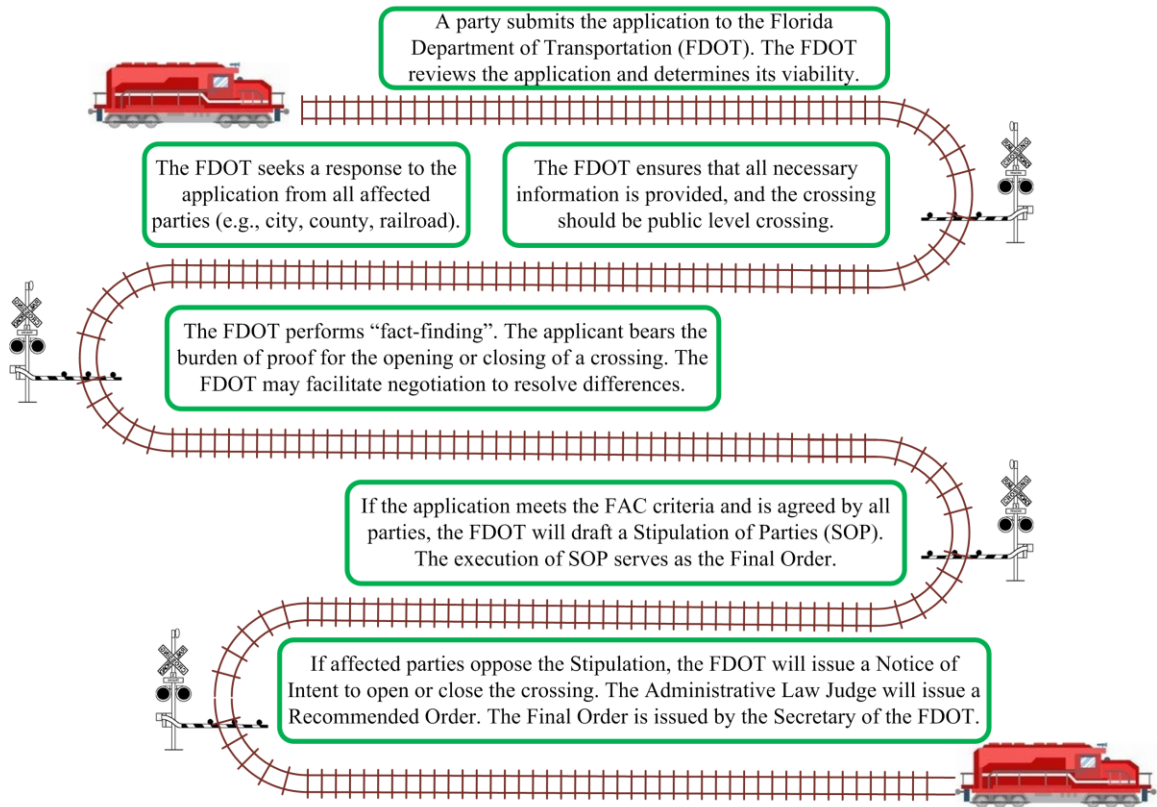 A party submits the application to the Florida
Department of Transportation (FDOT). The FDOT
reviews the application and determines its viability.
The FDOT ensures that all necessary
information is provided, and the crossing
should be public level crossing.
The FDOT seeks a response to the
application from all affected
parties (e.g., city, county, railroad).
The FDOT performs “fact-finding”. The applicant bears the
burden of proof for the opening or closing of a crossing. The
FDOT may facilitate negotiation to resolve differences.
If the application meets the FAC criteria and is agreed by all
parties, the FDOT will draft a Stipulation of Parties (SOP).
The execution of SOP serves as the Final Order.
If affected parties oppose the Stipulation, the FDOT will issue a Notice of
Intent to open or close the crossing. The Administrative Law Judge will issue a
Recommended Order. The Final Order is issued by the Secretary of the FDOT.